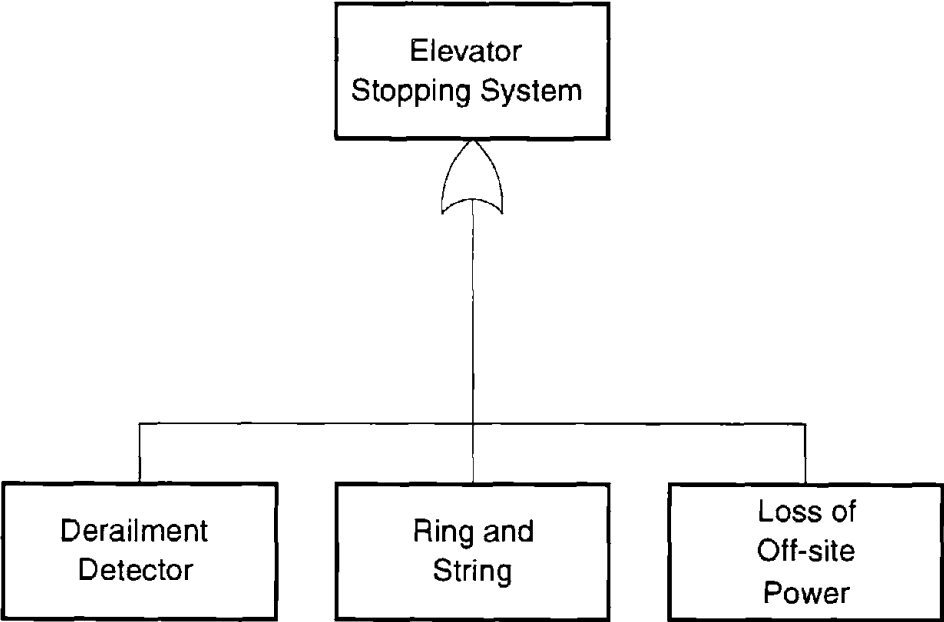 Elevator
Stopping System
Derailment
Detector
Ring and
String
Loss of
Off-site
Power